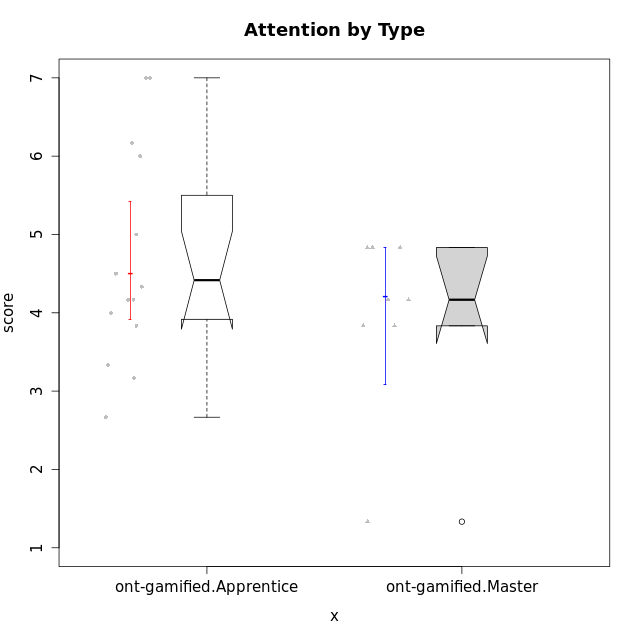 Attention by Type
7
6
5
4
3
2
1
score
ont-gamified.Apprentice
ont-gamified.Master
x